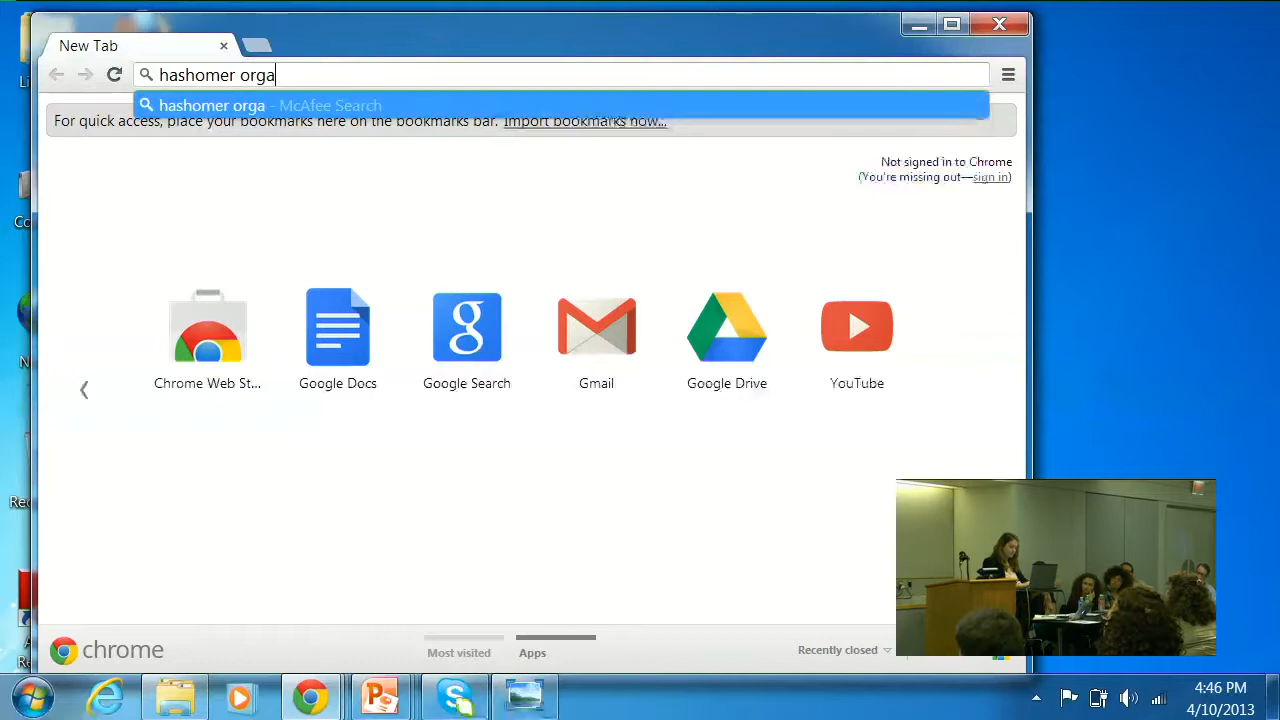 New Tab
hashomer orga
hashomer orga - McAfee Search
For quick access, place your bookmarks here on the bookmarks bar. Import bookmarks now...
Not signed in to Chrome
(You're missing out—sign in)
Chrome Web St...
Google Docs
Google Search
Gmail
Google Drive
YouTube
chrome
Most visited
Apps
Recently closed
4:46 PM
4/10/2013